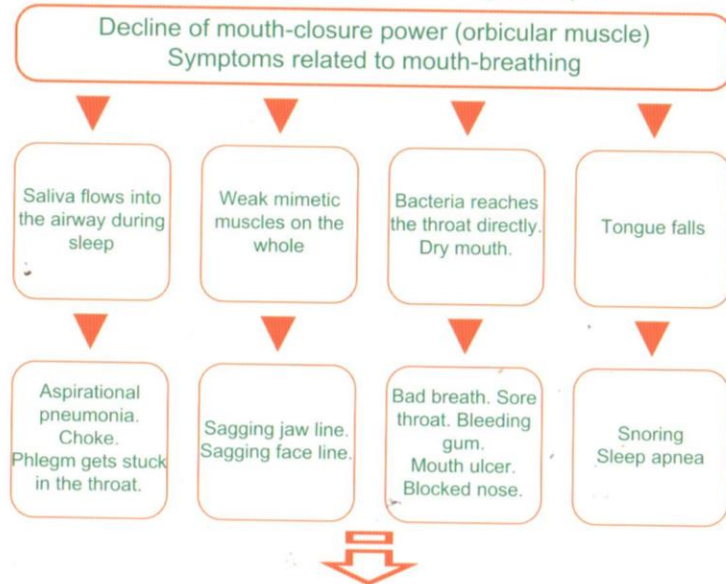 Decline of mouth-closure power (orbicular muscle)
Symptoms related to mouth-breathing
Saliva flows into
the airway during
sleep
Weak mimetic
muscles on the
whole
Bacteria reaches
the throat directly.
Dry mouth.
Tongue falls
Aspirational
pneumonia.
Choke.
Phlegm gets stuck
in the throat.
Sagging jaw line.
Sagging face line.
Bad breath. Sore
throat. Bleeding
gum.
Mouth ulcer.
Blocked nose.
Snoring
Sleep apnea